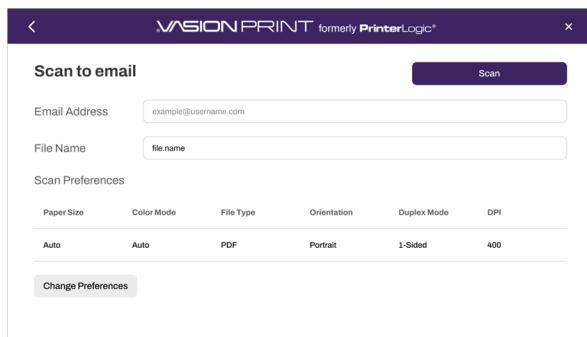 VASION PRINT formerly PrinterLogic®
Scan to email
Scan
Email Address
example@username.com
File Name
file.name
Scan Preferences
Paper Size Color Mode File Type Orientation Duplex Mode DPI
Auto Auto PDF Portrait 1-Sided 400
Change Preferences